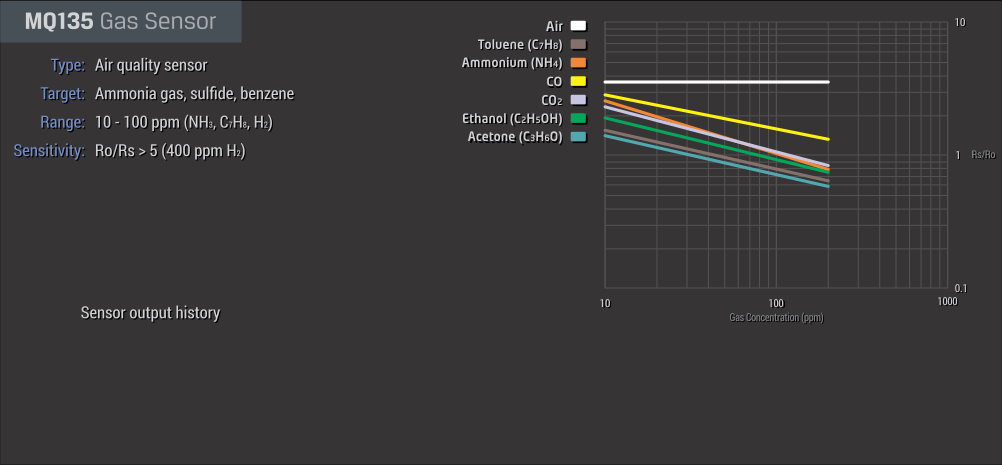 MQ135 Gas Sensor
Type: Air quality sensor
Target: Ammonia gas, sulfide, benzene
Range: 10 - 100 ppm (NH₃, C₇H₈, H₂)
Sensitivity: Ro/Rs > 5 (400 ppm H₂)
Sensor output history
Air
Toluene (C₇H₈)
Ammonium (NH₄)
CO
CO₂
Ethanol (C₂H₅OH)
Acetone (C₃H₆O)
10
1 Rs/Ro
0.1
10 100 1000
Gas Concentration (ppm)